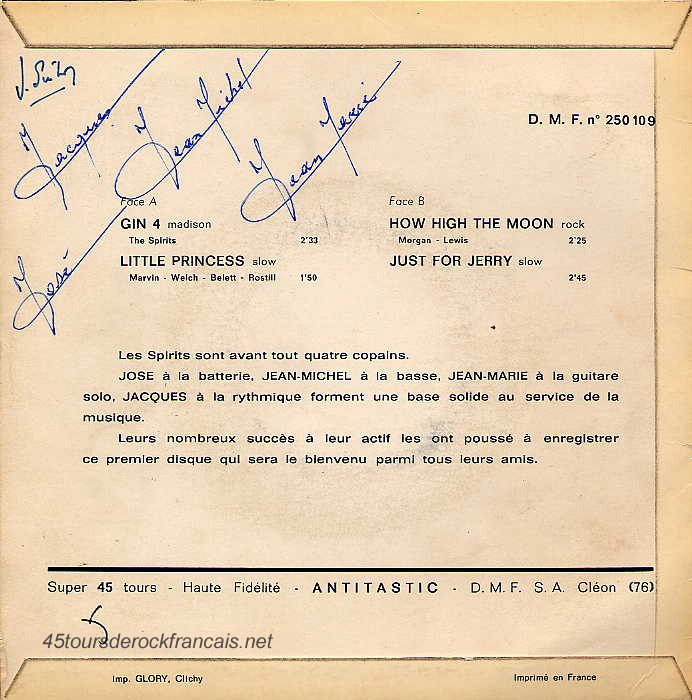 Jacques
Jean Michel
Jean Marie
José
D. M. F. n° 250109
Face A
GIN 4 madison
The Spirits 2'33
LITTLE PRINCESS slow
Marvin - Welch - Belett - Rostill 1'50
Face B
HOW HIGH THE MOON rock
Morgan - Lewis 2'25
JUST FOR JERRY slow
2'45
Les Spirits sont avant tout quatre copains.
JOSE à la batterie, JEAN-MICHEL à la basse, JEAN-MARIE à la guitare
solo, JACQUES à la rythmique forment une base solide au service de la
musique.
Leurs nombreux succès à leur actif les ont poussé à enregistrer
ce premier disque qui sera le bienvenu parmi tous leurs amis.
Super 45 tours - Haute Fidélité - ANTITASTIC - D. M. F. S. A. Cléon (76)
45toursderockfrancais.net
Imp. GLORY, Clichy
Imprimé en France